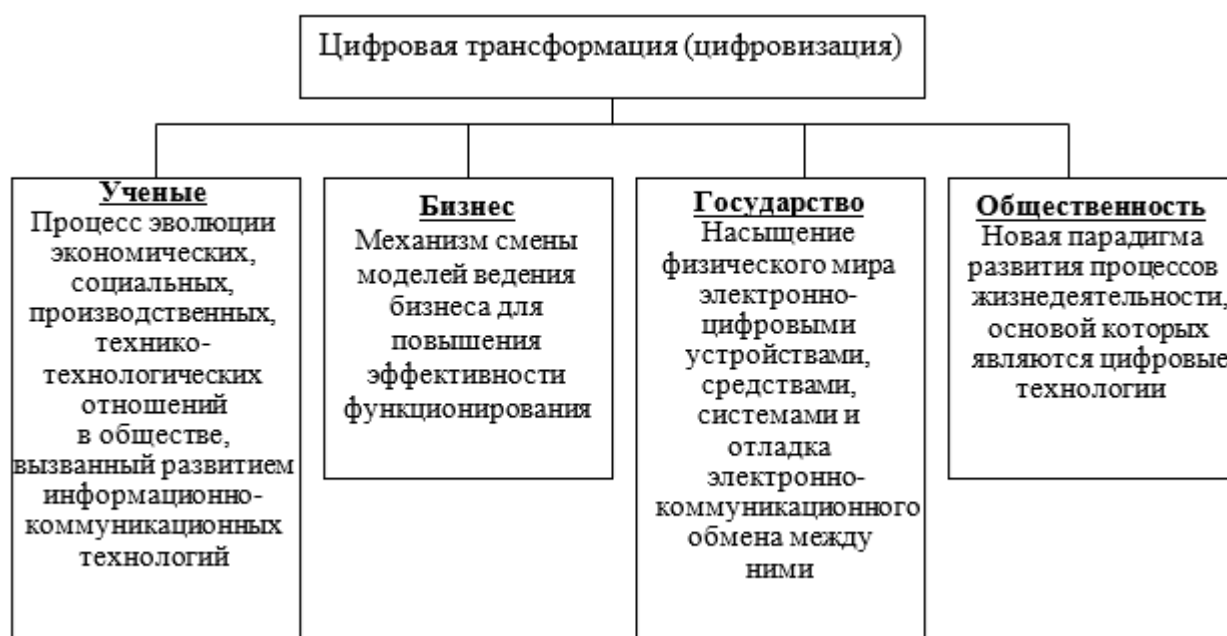 Цифровая трансформация (цифровизация)
Ученые
Процесс эволюции
экономических,
социальных,
производственных,
технико-
технологических
отношений
в обществе,
вызванный развитием
информационно-
коммуникационных
технологий
Бизнес
Механизм смены
моделей ведения
бизнеса для
повышения
эффективности
функционирования
Государство
Насыщение
физического мира
электронно-
цифровыми
устройствами,
средствами,
системами и
отладка
электронно-
коммуникационного
обмена между
ними
Общественность
Новая парадигма
развития процессов
жизнедеятельности,
основой которых
являются цифровые
технологии